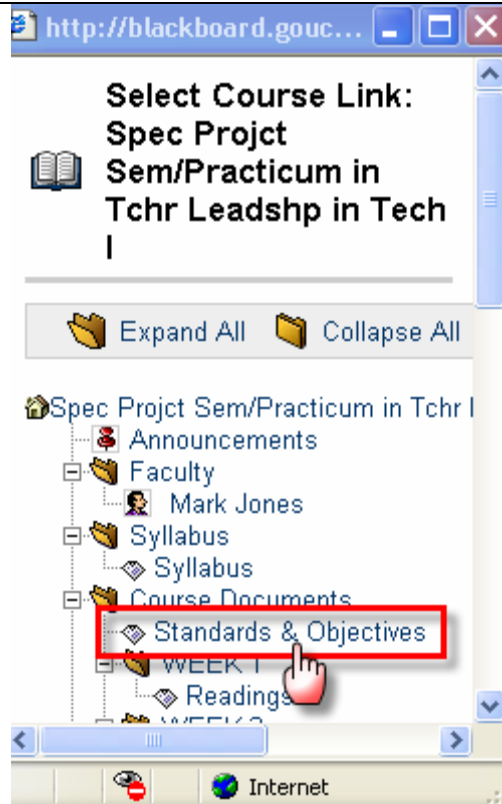 http://blackboard.gouc...
Select Course Link:
Spec Projct
Sem/Practicum in
Tchr Leadshp in Tech
I
Expand All Collapse All
Spec Projct Sem/Practicum in Tchr
Announcements
Faculty
Mark Jones
Syllabus
Syllabus
Course Documents
Standards & Objectives
WEEK 1
Readings
WEEK
Internet